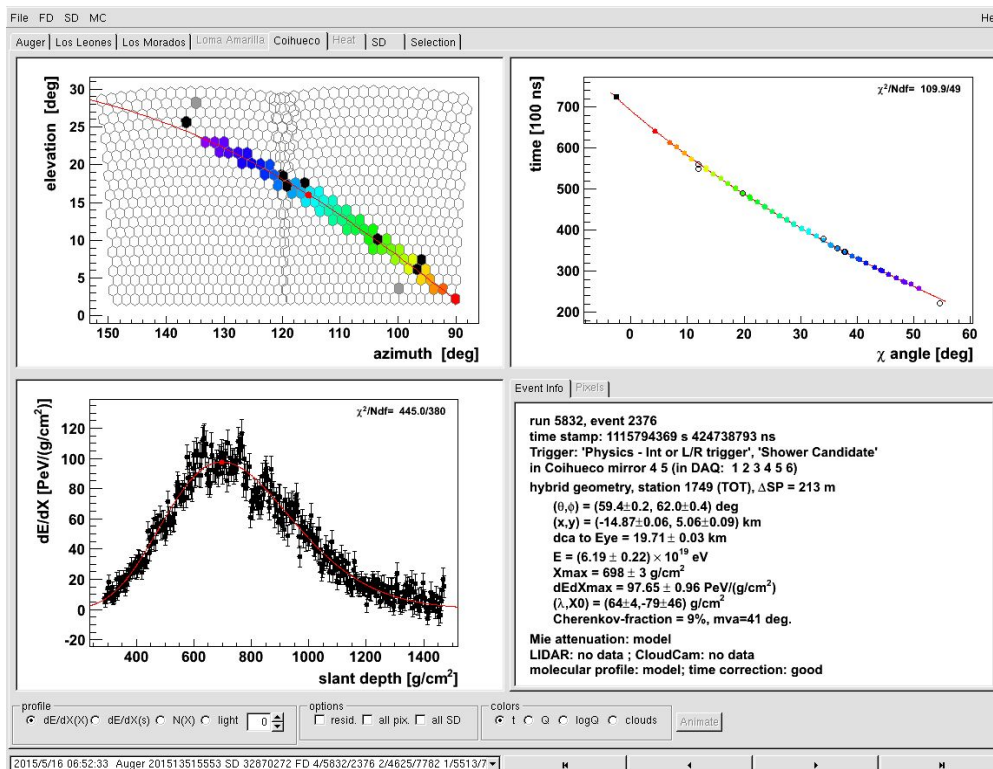 File FD SD MC He
Auger Los Leones Los Morados Loma Amarilla Coihueco Heat SD Selection
elevation [deg]
30
25
20
15
10
5
0
150 140 130 120 110 100 90
azimuth [deg]
χ²/Ndf= 109.9/49
time [100 ns]
700
600
500
400
300
200
0 10 20 30 40 50 60
χ angle [deg]
χ²/Ndf= 445.0/380
dE/dX [PeV/(g/cm²)]
120
100
80
60
40
20
0
-20
400 600 800 1000 1200 1400
slant depth [g/cm²]
Event Info Pixels
run 5832, event 2376
time stamp: 1115794369 s 424738793 ns
Trigger: 'Physics - Int or L/R trigger', 'Shower Candidate'
in Coihueco mirror 4 5 (in DAQ: 1 2 3 4 5 6)
hybrid geometry, station 1749 (TOT), ΔSP = 213 m
(θ,ϕ) = (59.4±0.2, 62.0±0.4) deg
(x,y) = (-14.87±0.06, 5.06±0.09) km
dca to Eye = 19.71 ± 0.03 km
E = (6.19 ± 0.22) × 10¹⁹ eV
Xmax = 698 ± 3 g/cm²
dEdXmax = 97.65 ± 0.96 PeV/(g/cm²)
(λ,X0) = (64±4,-79±46) g/cm²
Cherenkov-fraction = 9%, mva=41 deg.
Mie attenuation: model
LIDAR: no data ; CloudCam: no data
molecular profile: model; time correction: good
profile
dE/dX(X) dE/dX(s) N(X) light 0
options
resid. all pix. all SD
colors
t Q logQ clouds
Animate
2015/5/16 06:52:33 Auger 201513515553 SD 32870272 FD 4/5832/2376 2/4625/7782 1/5513/7